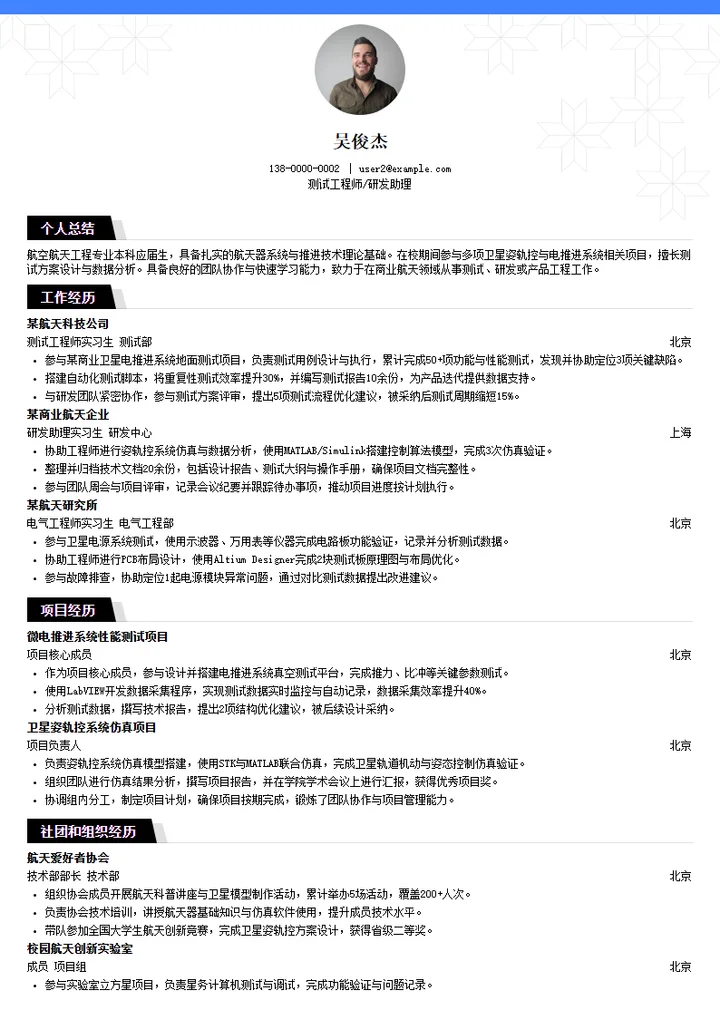 吴俊杰
138-0000-0002 | user2@example.com
测试工程师/研发助理
个人总结
航空航天工程专业本科应届生，具备扎实的航天器系统与推进技术理论基础。在校期间参与多项卫星姿轨控与电推进系统相关项目，擅长测
试方案设计与数据分析。具备良好的团队协作与快速学习能力，致力于在商业航天领域从事测试、研发或产品工程工作。
工作经历
某航天科技公司
测试工程师实习生 测试部 北京
• 参与某商业卫星电推进系统地面测试项目，负责测试用例设计与执行，累计完成50+项功能与性能测试，发现并协助定位3项关键缺陷。
• 搭建自动化测试脚本，将重复性测试效率提升30%，并编写测试报告10余份，为产品迭代提供数据支持。
• 与研发团队紧密协作，参与测试方案评审，提出5项测试流程优化建议，被采纳后测试周期缩短15%。
某商业航天企业
研发助理实习生 研发中心 上海
• 协助工程师进行姿轨控系统仿真与数据分析，使用MATLAB/Simulink搭建控制算法模型，完成3次仿真验证。
• 整理并归档技术文档20余份，包括设计报告、测试大纲与操作手册，确保项目文档完整性。
• 参与团队周会与项目评审，记录会议纪要并跟踪待办事项，推动项目进度按计划执行。
某航天研究所
电气工程师实习生 电气工程部 北京
• 参与卫星电源系统测试，使用示波器、万用表等仪器完成电路板功能验证，记录并分析测试数据。
• 协助工程师进行PCB布局设计，使用Altium Designer完成2块测试板原理图与布局优化。
• 参与故障排查，协助定位1起电源模块异常问题，通过对比测试数据提出改进建议。
项目经历
微电推进系统性能测试项目
项目核心成员 北京
• 作为项目核心成员，参与设计并搭建电推进系统真空测试平台，完成推力、比冲等关键参数测试。
• 使用LabVIEW开发数据采集程序，实现测试数据实时监控与自动记录，数据采集效率提升40%。
• 分析测试数据，撰写技术报告，提出2项结构优化建议，被后续设计采纳。
卫星姿轨控系统仿真项目
项目负责人 北京
• 负责姿轨控系统仿真模型搭建，使用STK与MATLAB联合仿真，完成卫星轨道机动与姿态控制仿真验证。
• 组织团队进行仿真结果分析，撰写项目报告，并在学院学术会议上进行汇报，获得优秀项目奖。
• 协调组内分工，制定项目计划，确保项目按期完成，锻炼了团队协作与项目管理能力。
社团和组织经历
航天爱好者协会
技术部部长 技术部 北京
• 组织协会成员开展航天科普讲座与卫星模型制作活动，累计举办5场活动，覆盖200+人次。
• 负责协会技术培训，讲授航天器基础知识与仿真软件使用，提升成员技术水平。
• 带队参加全国大学生航天创新竞赛，完成卫星姿轨控方案设计，获得省级二等奖。
校园航天创新实验室
成员 项目组 北京
• 参与实验室立方星项目，负责星务计算机测试与调试，完成功能验证与问题记录。